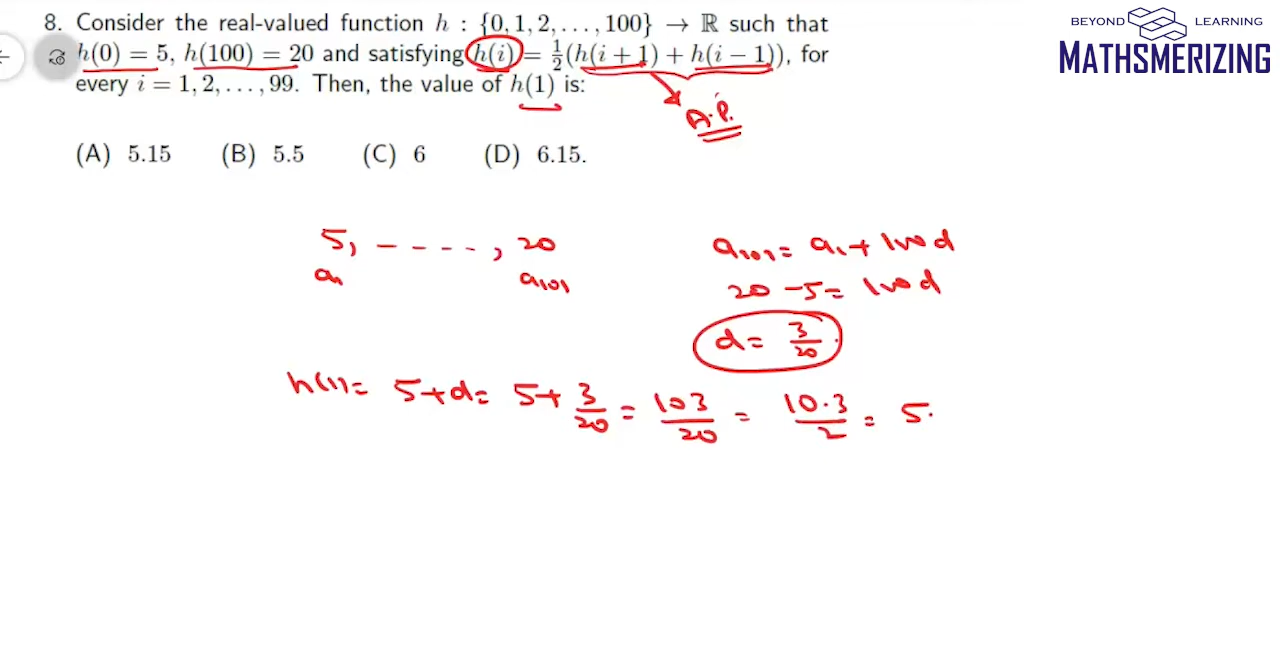 8. Consider the real-valued function h : {0, 1, 2, . . . , 100} → ℝ such that
h(0) = 5, h(100) = 20 and satisfying h(i) = ½(h(i + 1) + h(i − 1)), for
every i = 1, 2, . . . , 99. Then, the value of h(1) is:
BEYOND LEARNING
MATHSMERIZING
A.P.
(A) 5.15 (B) 5.5 (C) 6 (D) 6.15.
5, - - - - -, 20
a₁ a₁₀₁
a₁₀₁ = a₁ + 100d
20 - 5 = 100d
d = 3/20.
h(1) = 5 + d = 5 + 3/20 = 103/20 = 10.3/2 = 5.